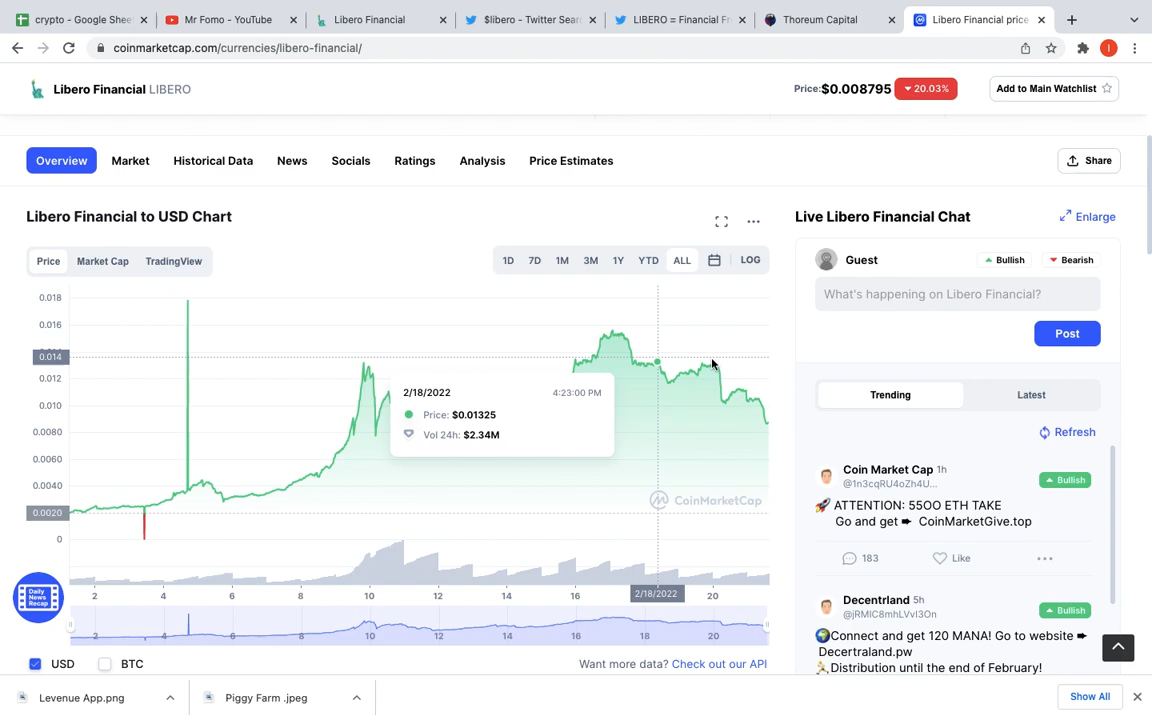 crypto - Google Shee
Mr Fomo - YouTube
Libero Financial
$libero - Twitter Sear
LIBERO = Financial Fr
Thoreum Capital
Libero Financial price
coinmarketcap.com/currencies/libero-financial/
I
Libero Financial LIBERO
Price:$0.008795
20.03%
Add to Main Watchlist
Overview
Market
Historical Data
News
Socials
Ratings
Analysis
Price Estimates
Share
Libero Financial to USD Chart
Price
Market Cap
TradingView
1D
7D
1M
3M
1Y
YTD
ALL
LOG
0.018
0.016
0.014
0.012
0.010
0.0080
0.0060
0.0040
0.0020
0
2/18/2022
4:23:00 PM
Price: $0.01325
Vol 24h: $2.34M
CoinMarketCap
2
4
6
8
10
12
14
16
2/18/2022
20
2
4
6
8
10
12
14
16
18
20
Daily
News
Recap
USD
BTC
Want more data? Check out our API
Live Libero Financial Chat
Enlarge
Guest
Bullish
Bearish
What's happening on Libero Financial?
Post
Trending
Latest
Refresh
Coin Market Cap 1h
@1n3cqRU4oZh4U...
Bullish
🚀 ATTENTION: 55OO ETH TAKE
Go and get ➨ CoinMarketGive.top
183
Like
Decentrland 5h
@jRMlC8mhLVvI3On
Bullish
🌍Connect and get 120 MANA! Go to website ➨
Decertraland.pw
🏃Distribution until the end of February!
Levenue App.png
Piggy Farm .jpeg
Show All